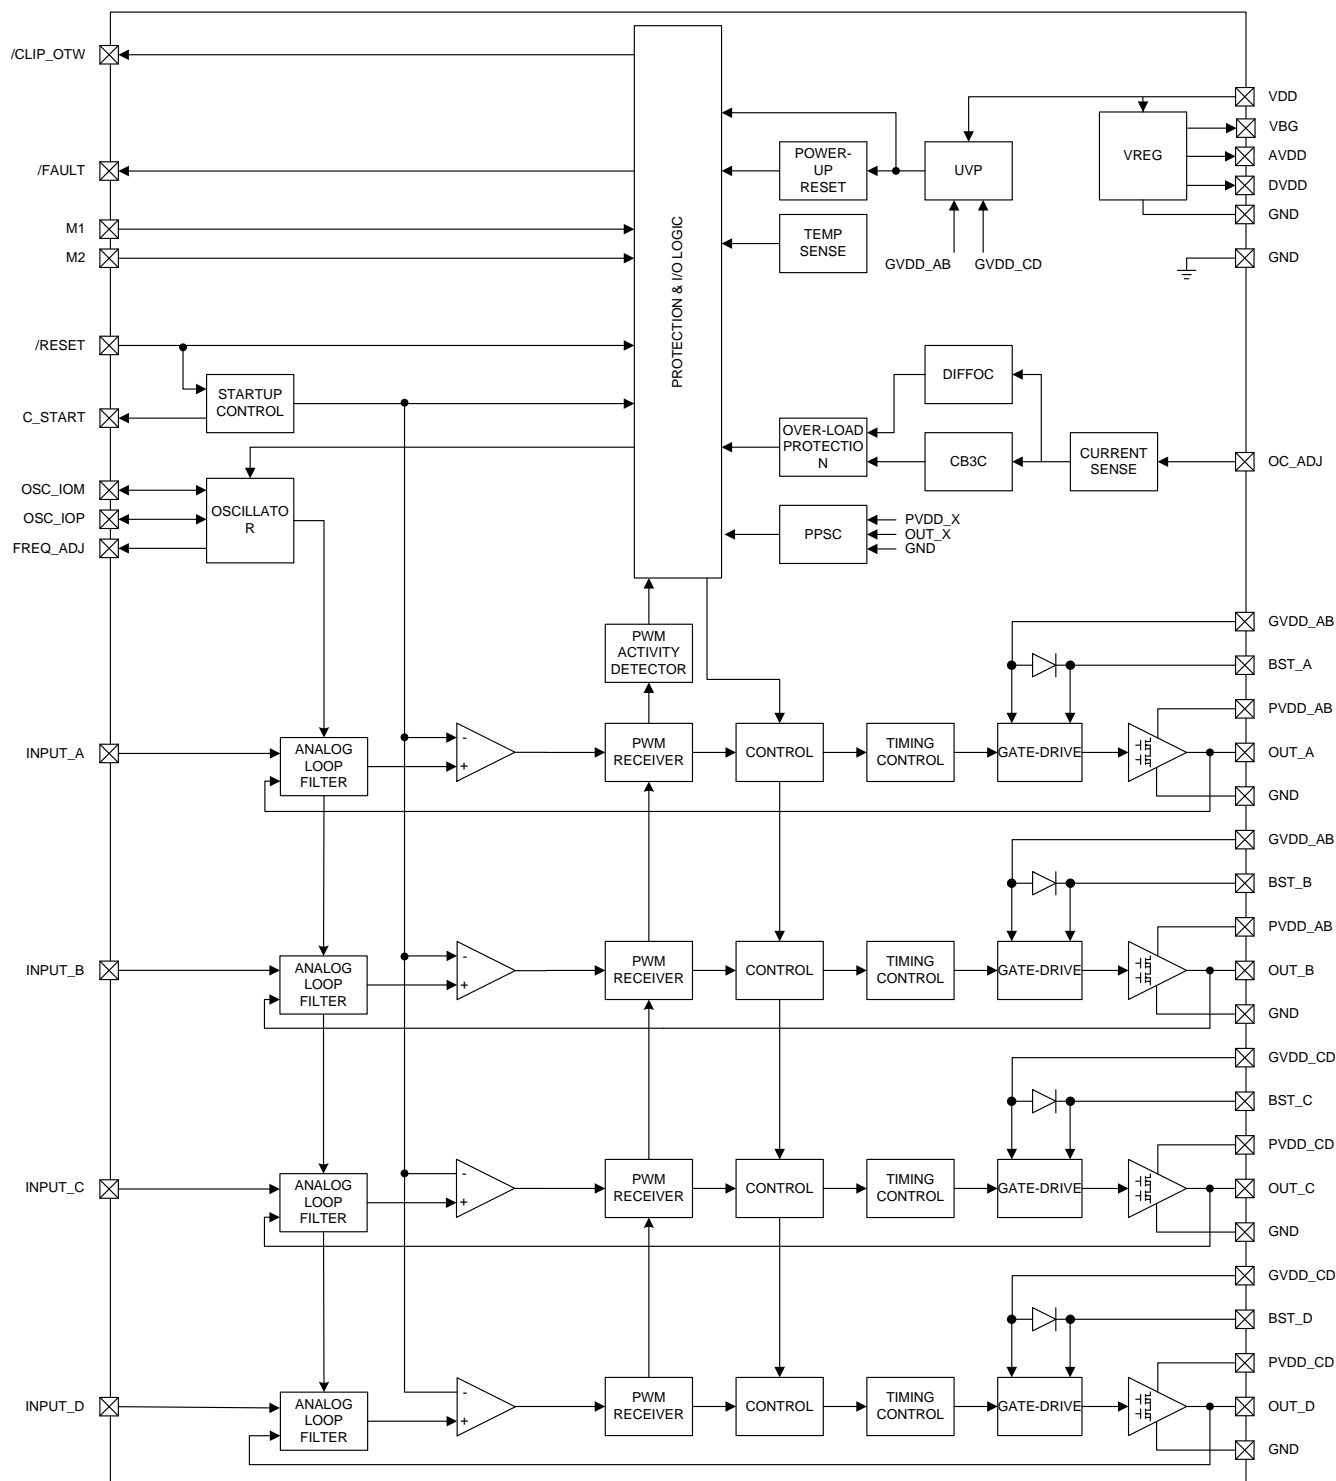 /CLIP_OTW
VDD
VBG
POWER-
UP
RESET
UVP
VREG
AVDD
/FAULT
DVDD
M1
TEMP
SENSE
GND
M2
GVDD_AB
GVDD_CD
GND
PROTECTION & I/O LOGIC
/RESET
STARTUP
CONTROL
DIFFOC
C_START
OVER-LOAD
PROTECTIO
N
CB3C
CURRENT
SENSE
OC_ADJ
OSC_IOM
OSC_IOP
OSCILLATO
R
FREQ_ADJ
PPSC
PVDD_X
OUT_X
GND
GVDD_AB
PWM
ACTIVITY
DETECTOR
BST_A
PVDD_AB
INPUT_A
ANALOG
LOOP
FILTER
-
+
PWM
RECEIVER
CONTROL
TIMING
CONTROL
GATE-DRIVE
OUT_A
GND
GVDD_AB
BST_B
PVDD_AB
INPUT_B
ANALOG
LOOP
FILTER
-
+
PWM
RECEIVER
CONTROL
TIMING
CONTROL
GATE-DRIVE
OUT_B
GND
GVDD_CD
BST_C
PVDD_CD
INPUT_C
ANALOG
LOOP
FILTER
-
+
PWM
RECEIVER
CONTROL
TIMING
CONTROL
GATE-DRIVE
OUT_C
GND
GVDD_CD
BST_D
PVDD_CD
INPUT_D
ANALOG
LOOP
FILTER
-
+
PWM
RECEIVER
CONTROL
TIMING
CONTROL
GATE-DRIVE
OUT_D
GND